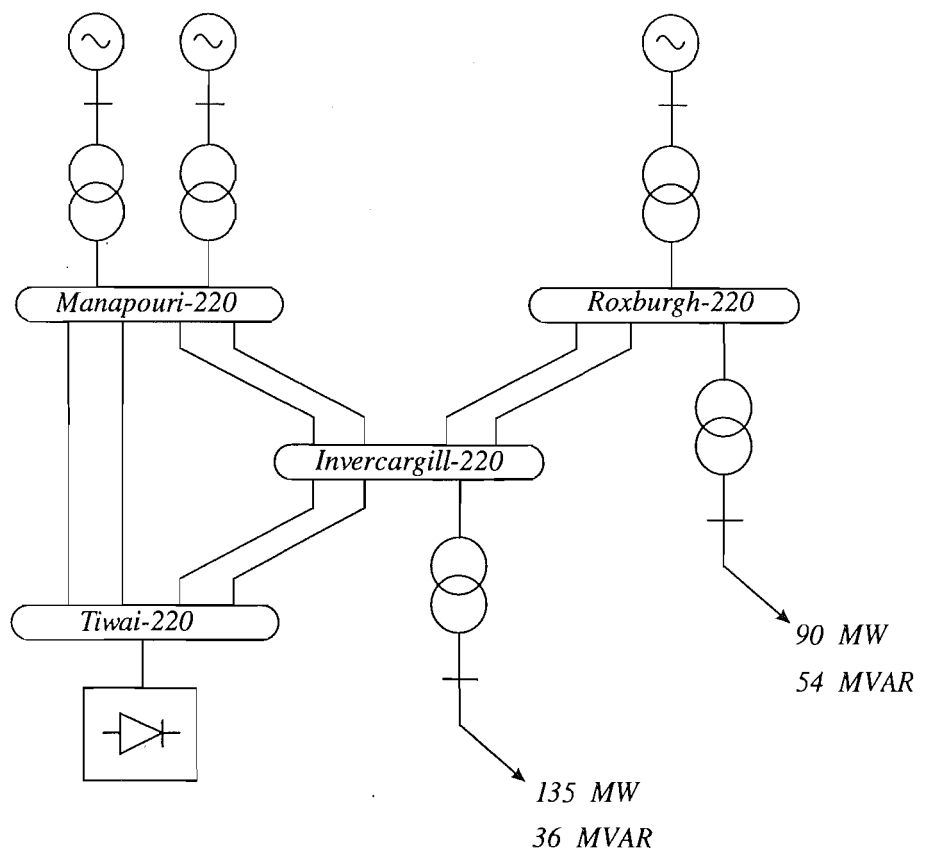 Manapouri-220
Roxburgh-220
Invercargill-220
Tiwai-220
90 MW
54 MVAR
135 MW
36 MVAR